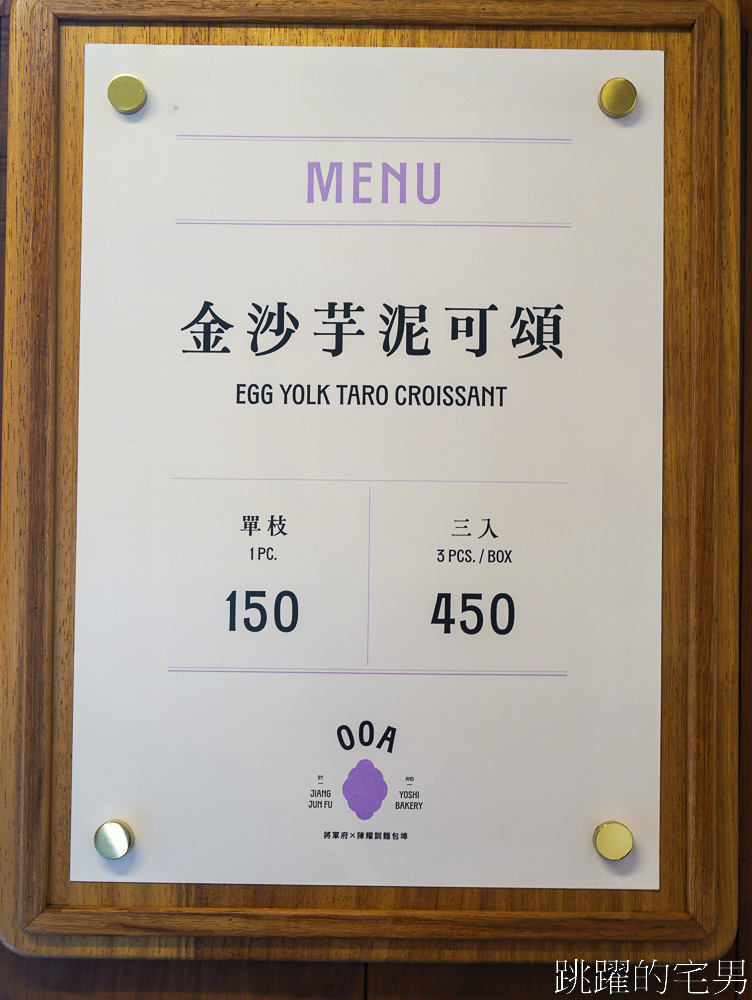 MENU
金沙芋泥可頌
EGG YOLK TARO CROISSANT
單枝
1 PC.
150
三入
3 PCS. / BOX
450
OOA
BY
JIANG
JUN FU
AND
YOSHI
BAKERY
將軍府×陳耀訓麵包埠
跳躍的宅男